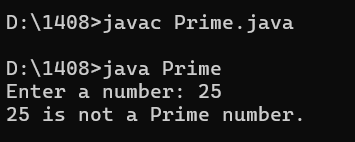 D:\1408>javac Prime.java
D:\1408>java Prime
Enter a number: 25
25 is not a Prime number.